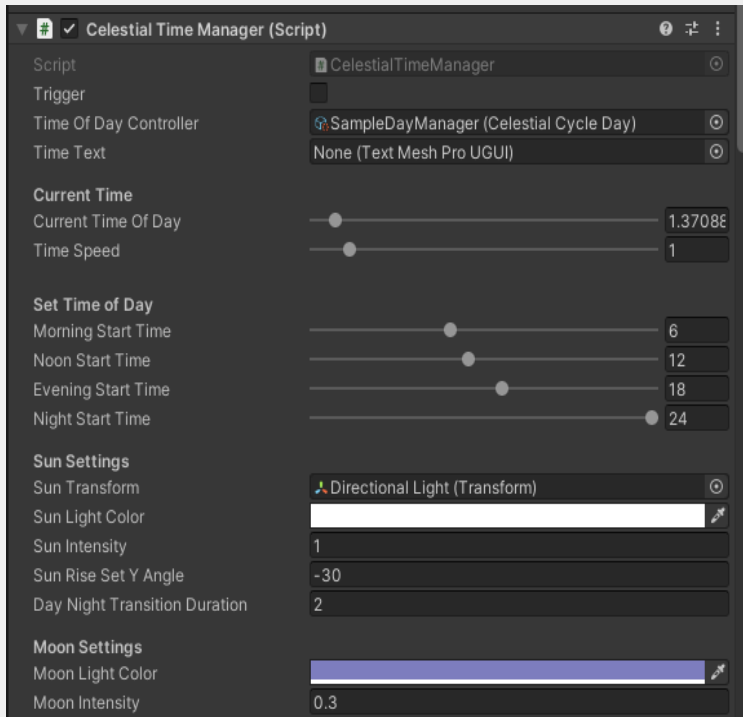 Celestial Time Manager (Script)
Script CelestialTimeManager
Trigger
Time Of Day Controller SampleDayManager (Celestial Cycle Day)
Time Text None (Text Mesh Pro UGUI)
Current Time
Current Time Of Day 1.37088
Time Speed 1
Set Time of Day
Morning Start Time 6
Noon Start Time 12
Evening Start Time 18
Night Start Time 24
Sun Settings
Sun Transform Directional Light (Transform)
Sun Light Color
Sun Intensity 1
Sun Rise Set Y Angle -30
Day Night Transition Duration 2
Moon Settings
Moon Light Color
Moon Intensity 0.3